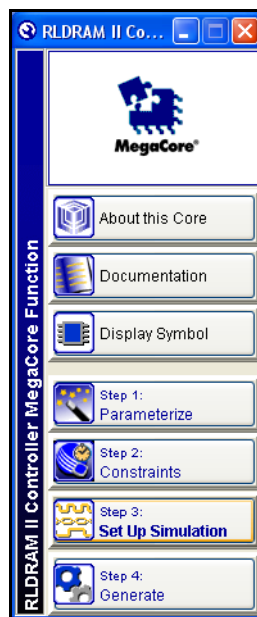 RLDRAM II Co...
MegaCore®
About this Core
Documentation
Display Symbol
Step 1:
Parameterize
Step 2:
Constraints
Step 3:
Set Up Simulation
Step 4:
Generate
RLDRAM II Controller MegaCore Function